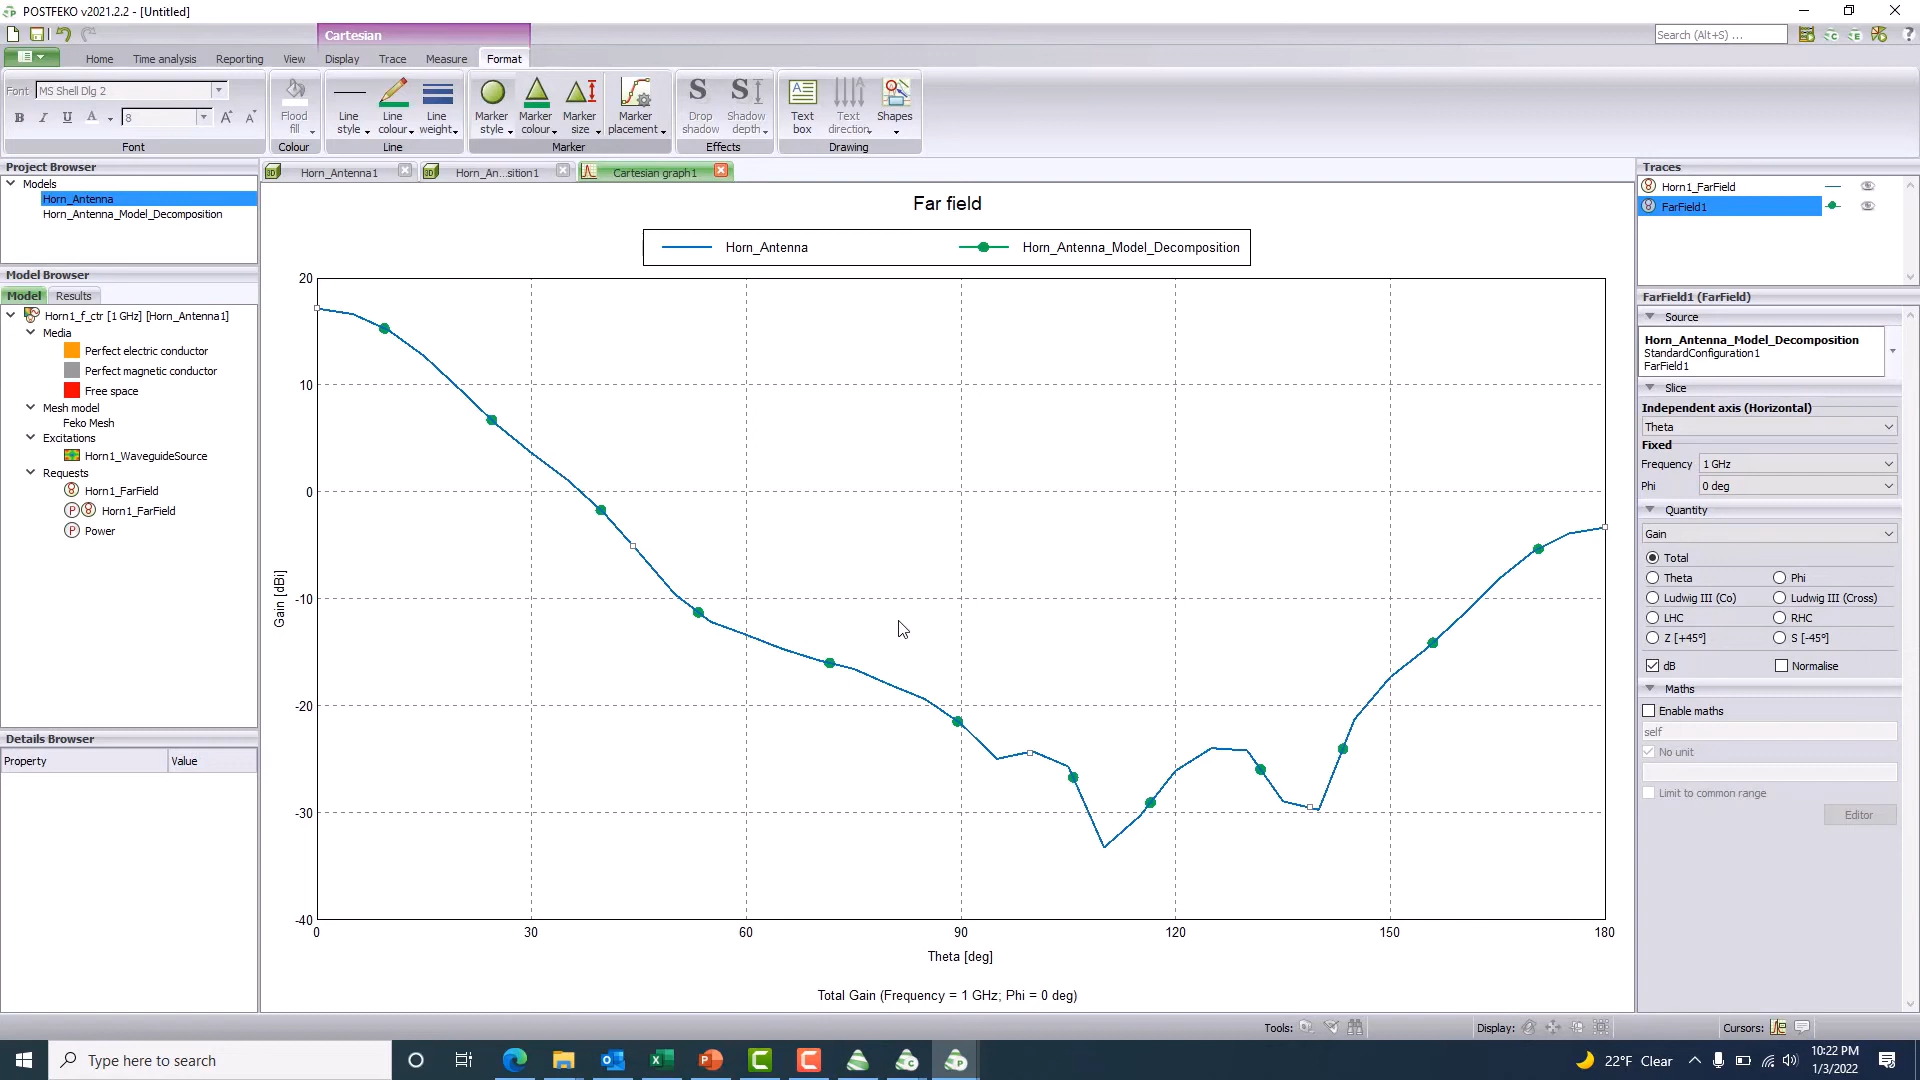 POSTFEKO v2021.2.2 - [Untitled]
Cartesian
Search (Alt+S) ...
Home Time analysis Reporting View Display Trace Measure Format
Font MS Shell Dlg 2
B I U A 8 A A
Flood fill
Line style
Line colour
Line weight
Marker style
Marker colour
Marker size
Marker placement
Drop shadow
Shadow depth
Text box
Text direction
Shapes
Font Colour Line Marker Effects Drawing
Project Browser
Models
Horn_Antenna
Horn_Antenna_Model_Decomposition
Model Browser
Model Results
Horn1_f_ctr [1 GHz] [Horn_Antenna1]
Media
Perfect electric conductor
Perfect magnetic conductor
Free space
Mesh model
Feko Mesh
Excitations
Horn1_WaveguideSource
Requests
Horn1_FarField
P Horn1_FarField
P Power
Details Browser
Property Value
Horn_Antenna1 Horn_An...sition1 Cartesian graph1
Far field
Horn_Antenna Horn_Antenna_Model_Decomposition
20
10
0
-10
-20
-30
-40
Gain [dBi]
0 30 60 90 120 150 180
Theta [deg]
Total Gain (Frequency = 1 GHz; Phi = 0 deg)
Traces
Horn1_FarField
FarField1
FarField1 (FarField)
Source
Horn_Antenna_Model_Decomposition
StandardConfiguration1
FarField1
Slice
Independent axis (Horizontal)
Theta
Fixed
Frequency 1 GHz
Phi 0 deg
Quantity
Gain
Total
Theta Phi
Ludwig III (Co) Ludwig III (Cross)
LHC RHC
Z [+45º] S [-45º]
dB Normalise
Maths
Enable maths
self
No unit
Limit to common range
Editor
Tools: Display: Cursors:
Type here to search
22°F Clear
10:22 PM
1/3/2022